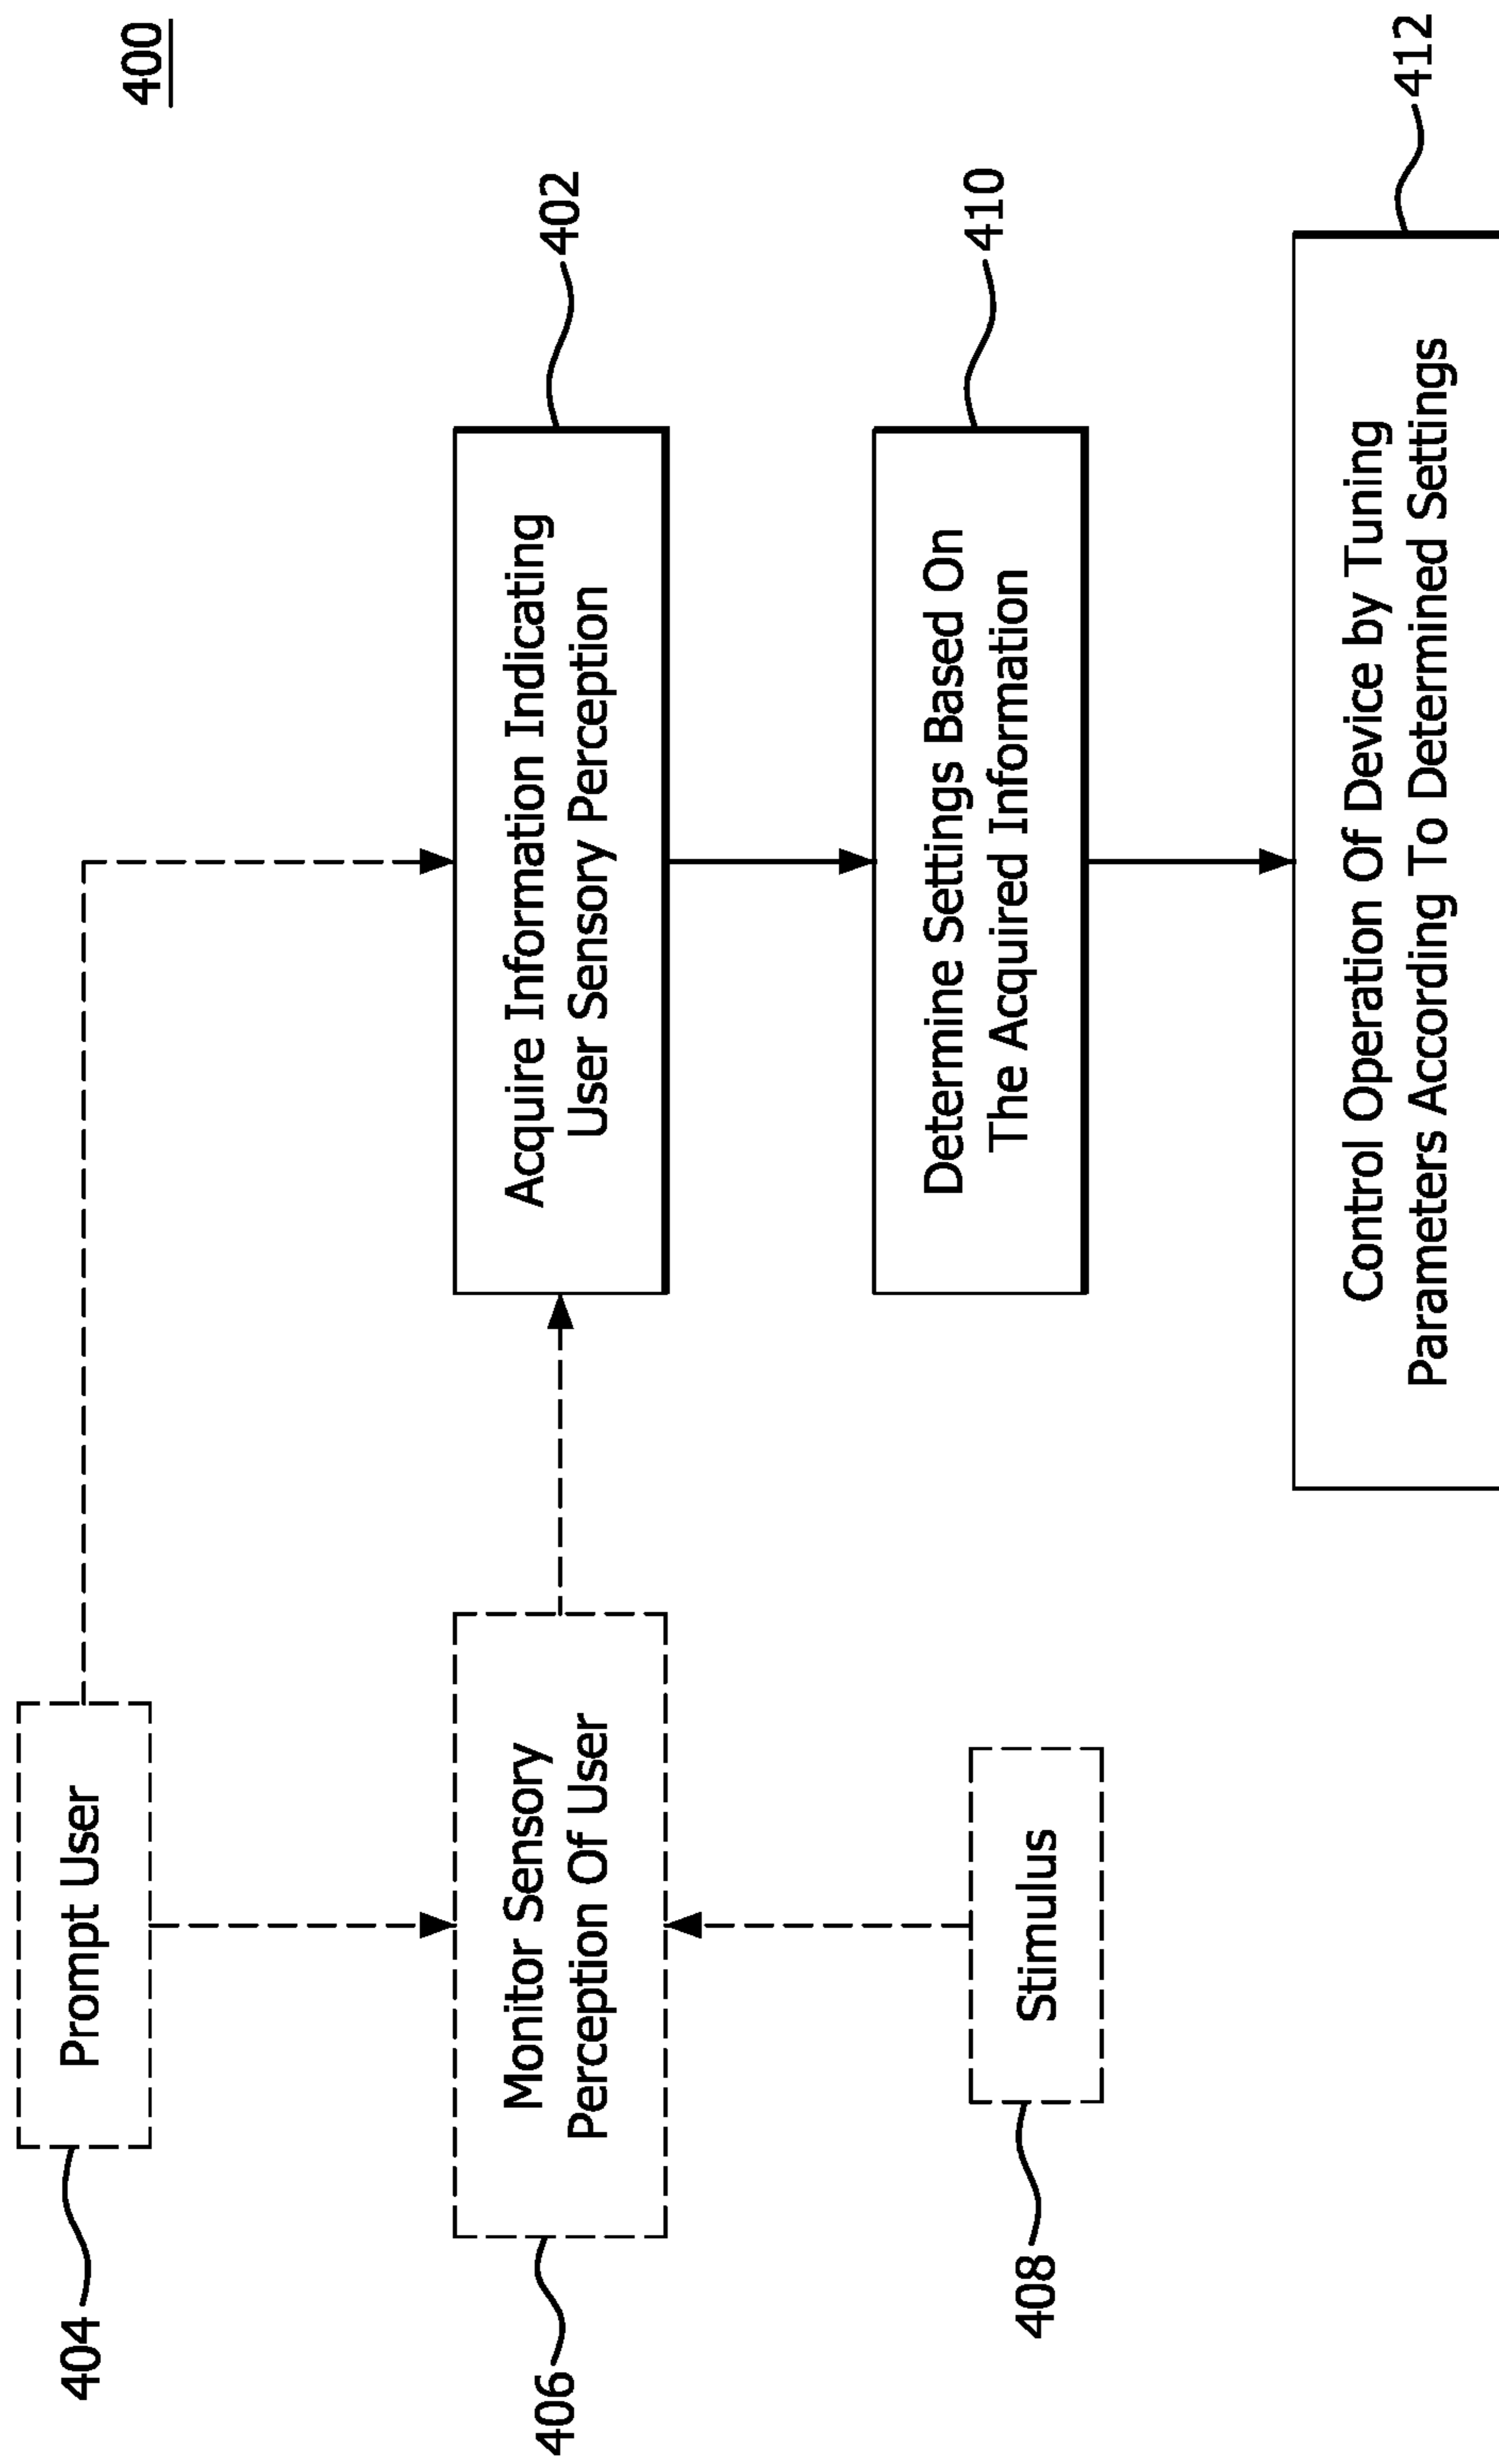 400
404
Prompt User
406
Monitor Sensory
Perception Of User
402
Acquire Information Indicating
User Sensory Perception
408
Stimulus
410
Determine Settings Based On
The Acquired Information
412
Control Operation Of Device by Tuning
Parameters According To Determined Settings